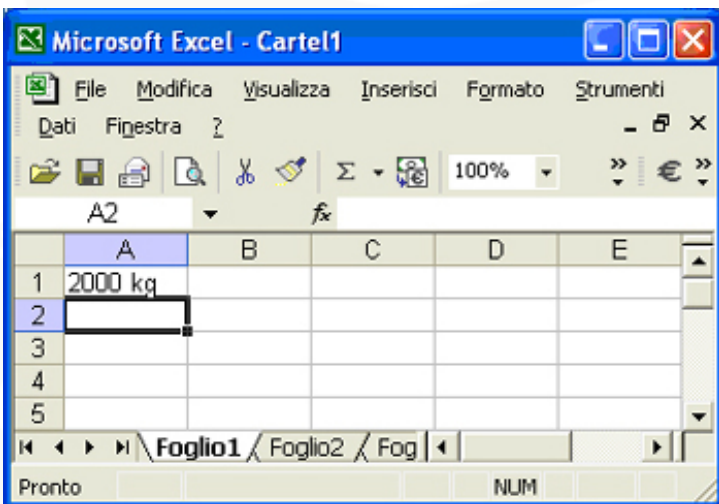 Microsoft Excel - Cartel1
File Modifica Visualizza Inserisci Formato Strumenti
Dati Finestra ?
Σ 100% » € »
A2 fx
A B C D E
1 2000 kg
2
3
4
5
Foglio1 Foglio2 Fog
Pronto NUM